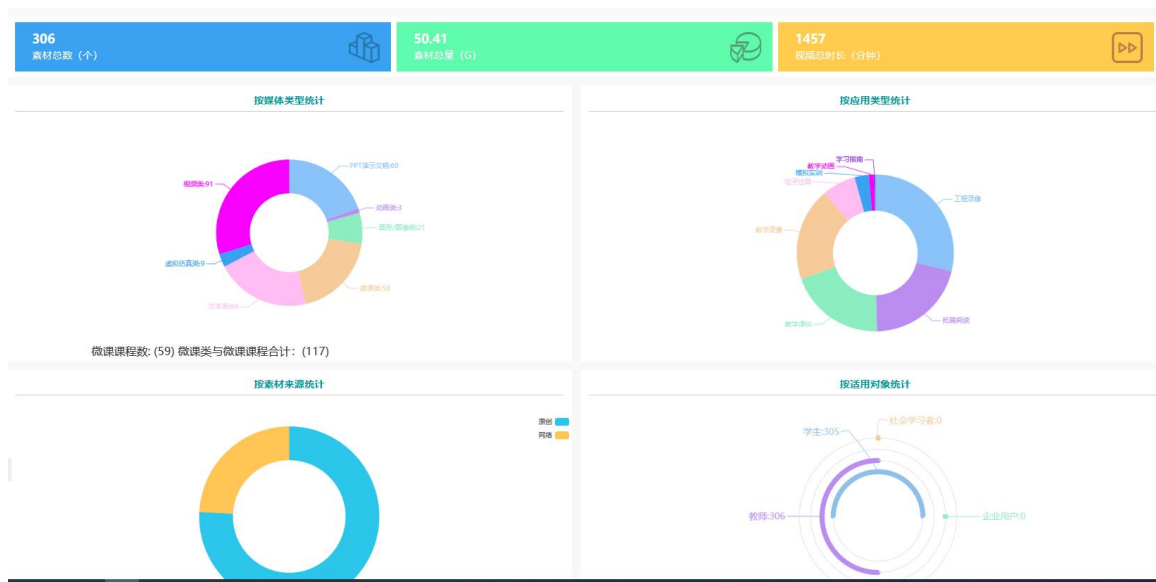 306
素材总数（个）
50.41
素材总量（G）
1457
视频总时长（分钟）
按媒体类型统计
PPT演示文稿:60
动画类:3
图形/图像类:21
微课类:58
文本类:64
虚拟仿真类:9
视频类:91
微课课程数: (59) 微课类与微课课程合计：(117)
按应用类型统计
学习指南
教学动画
模拟实训
电子活页
教学录像
教学课件
拓展阅读
工程录像
按素材来源统计
原创
网络
按适用对象统计
社会学习者:0
学生:305
教师:306
企业用户:0